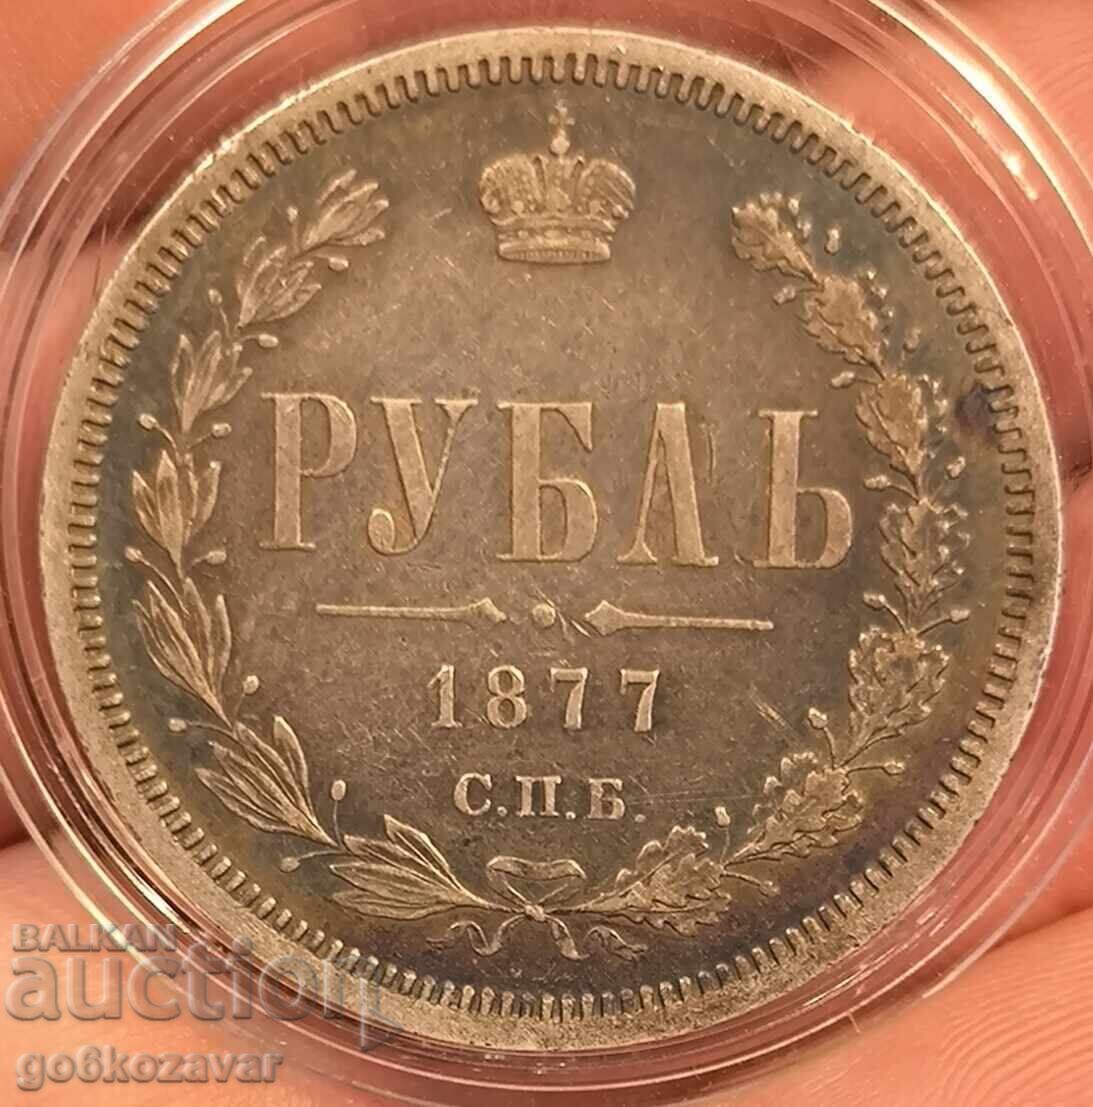 РУБЛЬ
1877
С.П.Б.
BALKAN
auction
go6kozavar